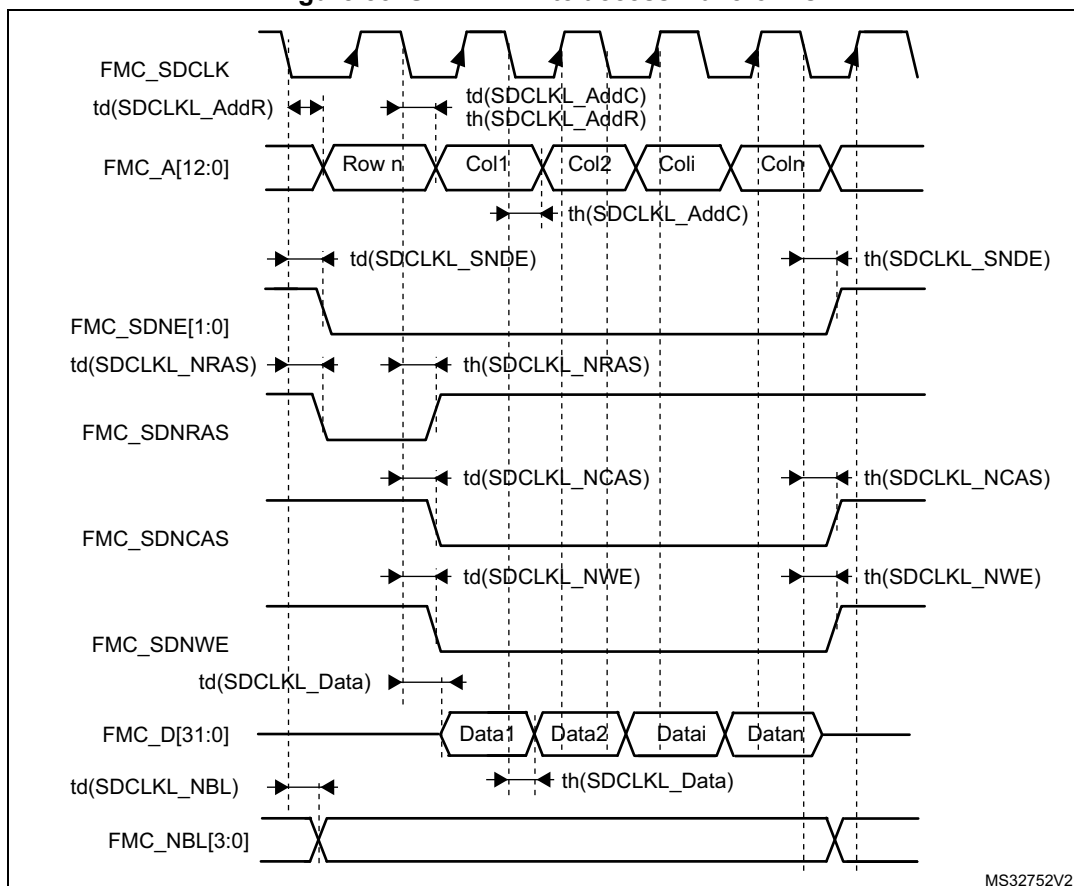 FMC_SDCLK
td(SDCLKL_AddR)
td(SDCLKL_AddC)
th(SDCLKL_AddR)
FMC_A[12:0]
Row n
Col1
Col2
Coli
Coln
th(SDCLKL_AddC)
td(SDCLKL_SNDE)
th(SDCLKL_SNDE)
FMC_SDNE[1:0]
td(SDCLKL_NRAS)
th(SDCLKL_NRAS)
FMC_SDNRAS
td(SDCLKL_NCAS)
th(SDCLKL_NCAS)
FMC_SDNCAS
td(SDCLKL_NWE)
th(SDCLKL_NWE)
FMC_SDNWE
td(SDCLKL_Data)
FMC_D[31:0]
Data1
Data2
Datai
Datan
td(SDCLKL_NBL)
th(SDCLKL_Data)
FMC_NBL[3:0]
MS32752V2